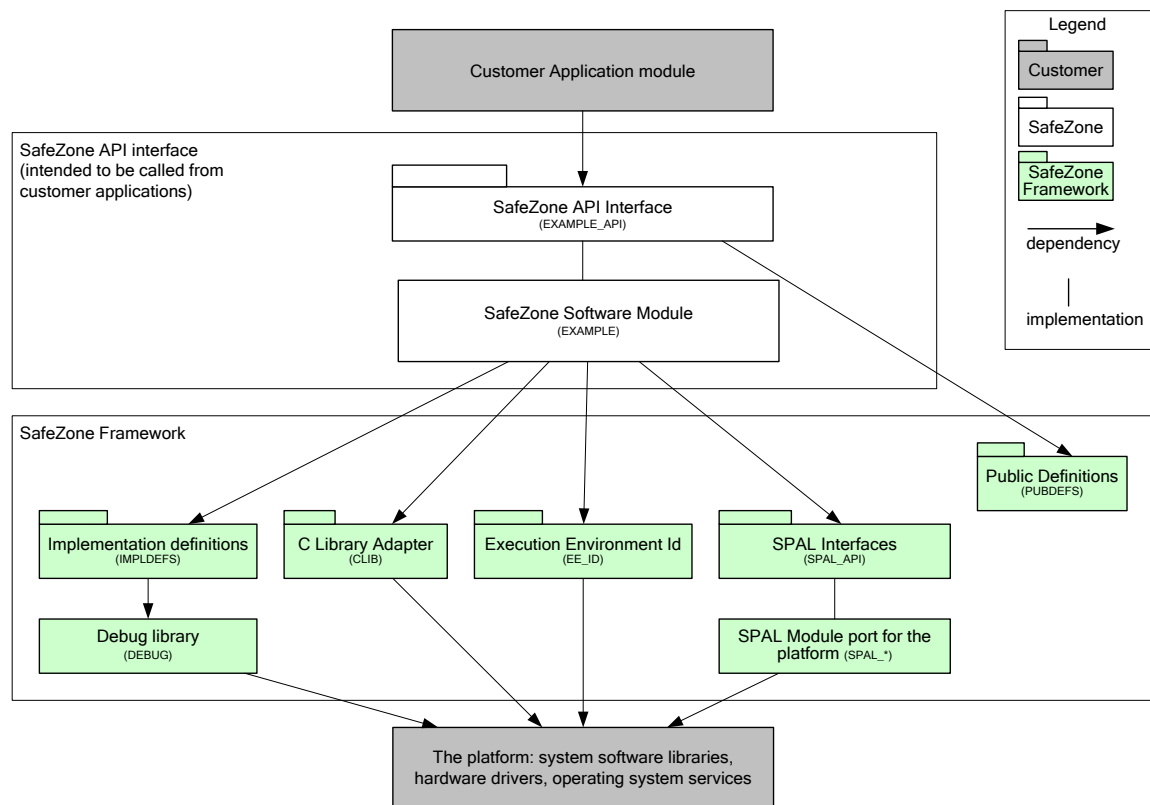 Customer Application module
Legend
Customer
SafeZone
SafeZone
Framework
dependency
implementation
SafeZone API interface
(intended to be called from
customer applications)
SafeZone API Interface
(EXAMPLE_API)
SafeZone Software Module
(EXAMPLE)
SafeZone Framework
Public Definitions
(PUBDEFS)
Implementation definitions
(IMPLDEFS)
C Library Adapter
(CLIB)
Execution Environment Id
(EE_ID)
SPAL Interfaces
(SPAL_API)
Debug library
(DEBUG)
SPAL Module port for the
platform (SPAL_*)
The platform: system software libraries,
hardware drivers, operating system services